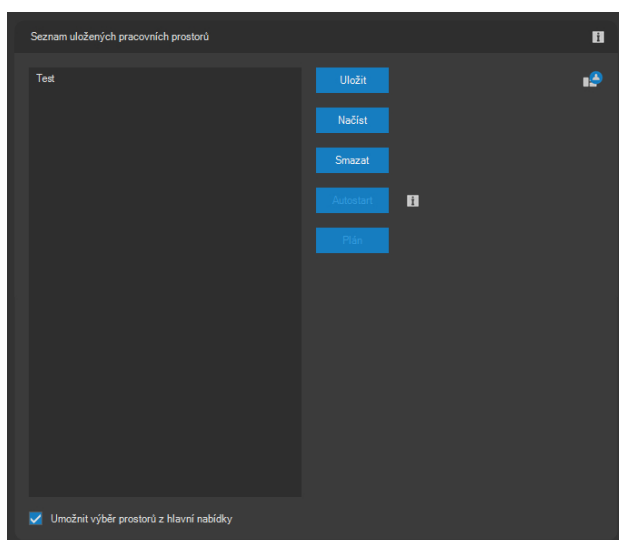 Seznam uložených pracovních prostorů
Test
Uložit
Načíst
Smazat
Autostart
Plán
Umožnit výběr prostorů z hlavní nabídky